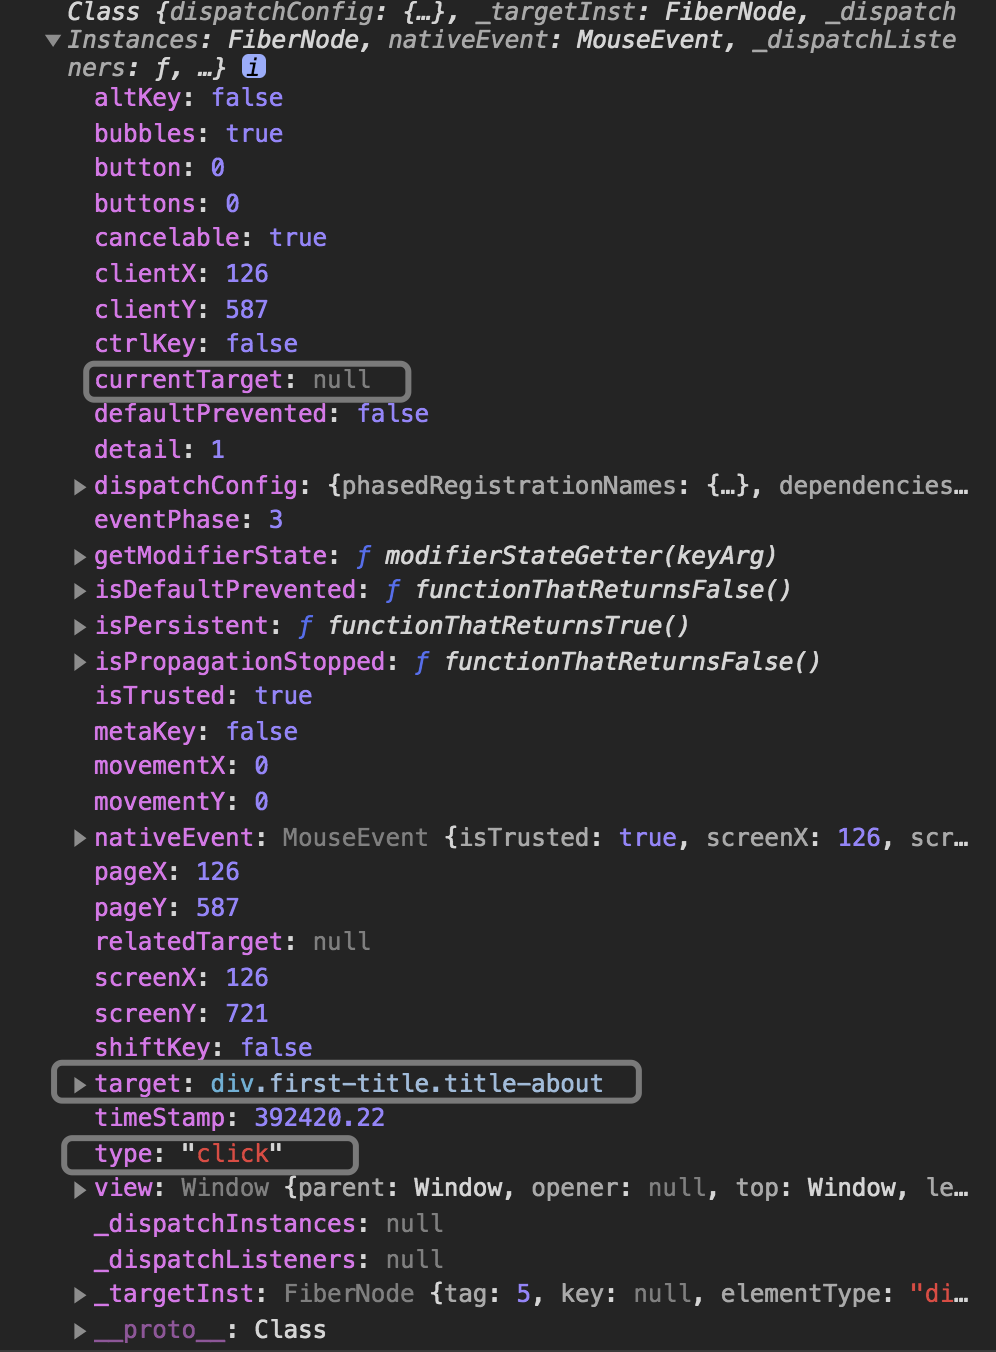 Class {dispatchConfig: {…}, _targetInst: FiberNode, _dispatch
Instances: FiberNode, nativeEvent: MouseEvent, _dispatchListe
ners: ƒ, …} i
altKey: false
bubbles: true
button: 0
buttons: 0
cancelable: true
clientX: 126
clientY: 587
ctrlKey: false
currentTarget: null
defaultPrevented: false
detail: 1
dispatchConfig: {phasedRegistrationNames: {…}, dependencies…
eventPhase: 3
getModifierState: ƒ modifierStateGetter(keyArg)
isDefaultPrevented: ƒ functionThatReturnsFalse()
isPersistent: ƒ functionThatReturnsTrue()
isPropagationStopped: ƒ functionThatReturnsFalse()
isTrusted: true
metaKey: false
movementX: 0
movementY: 0
nativeEvent: MouseEvent {isTrusted: true, screenX: 126, scr…
pageX: 126
pageY: 587
relatedTarget: null
screenX: 126
screenY: 721
shiftKey: false
target: div.first-title.title-about
timeStamp: 392420.22
type: "click"
view: Window {parent: Window, opener: null, top: Window, le…
_dispatchInstances: null
_dispatchListeners: null
_targetInst: FiberNode {tag: 5, key: null, elementType: "di…
__proto__: Class